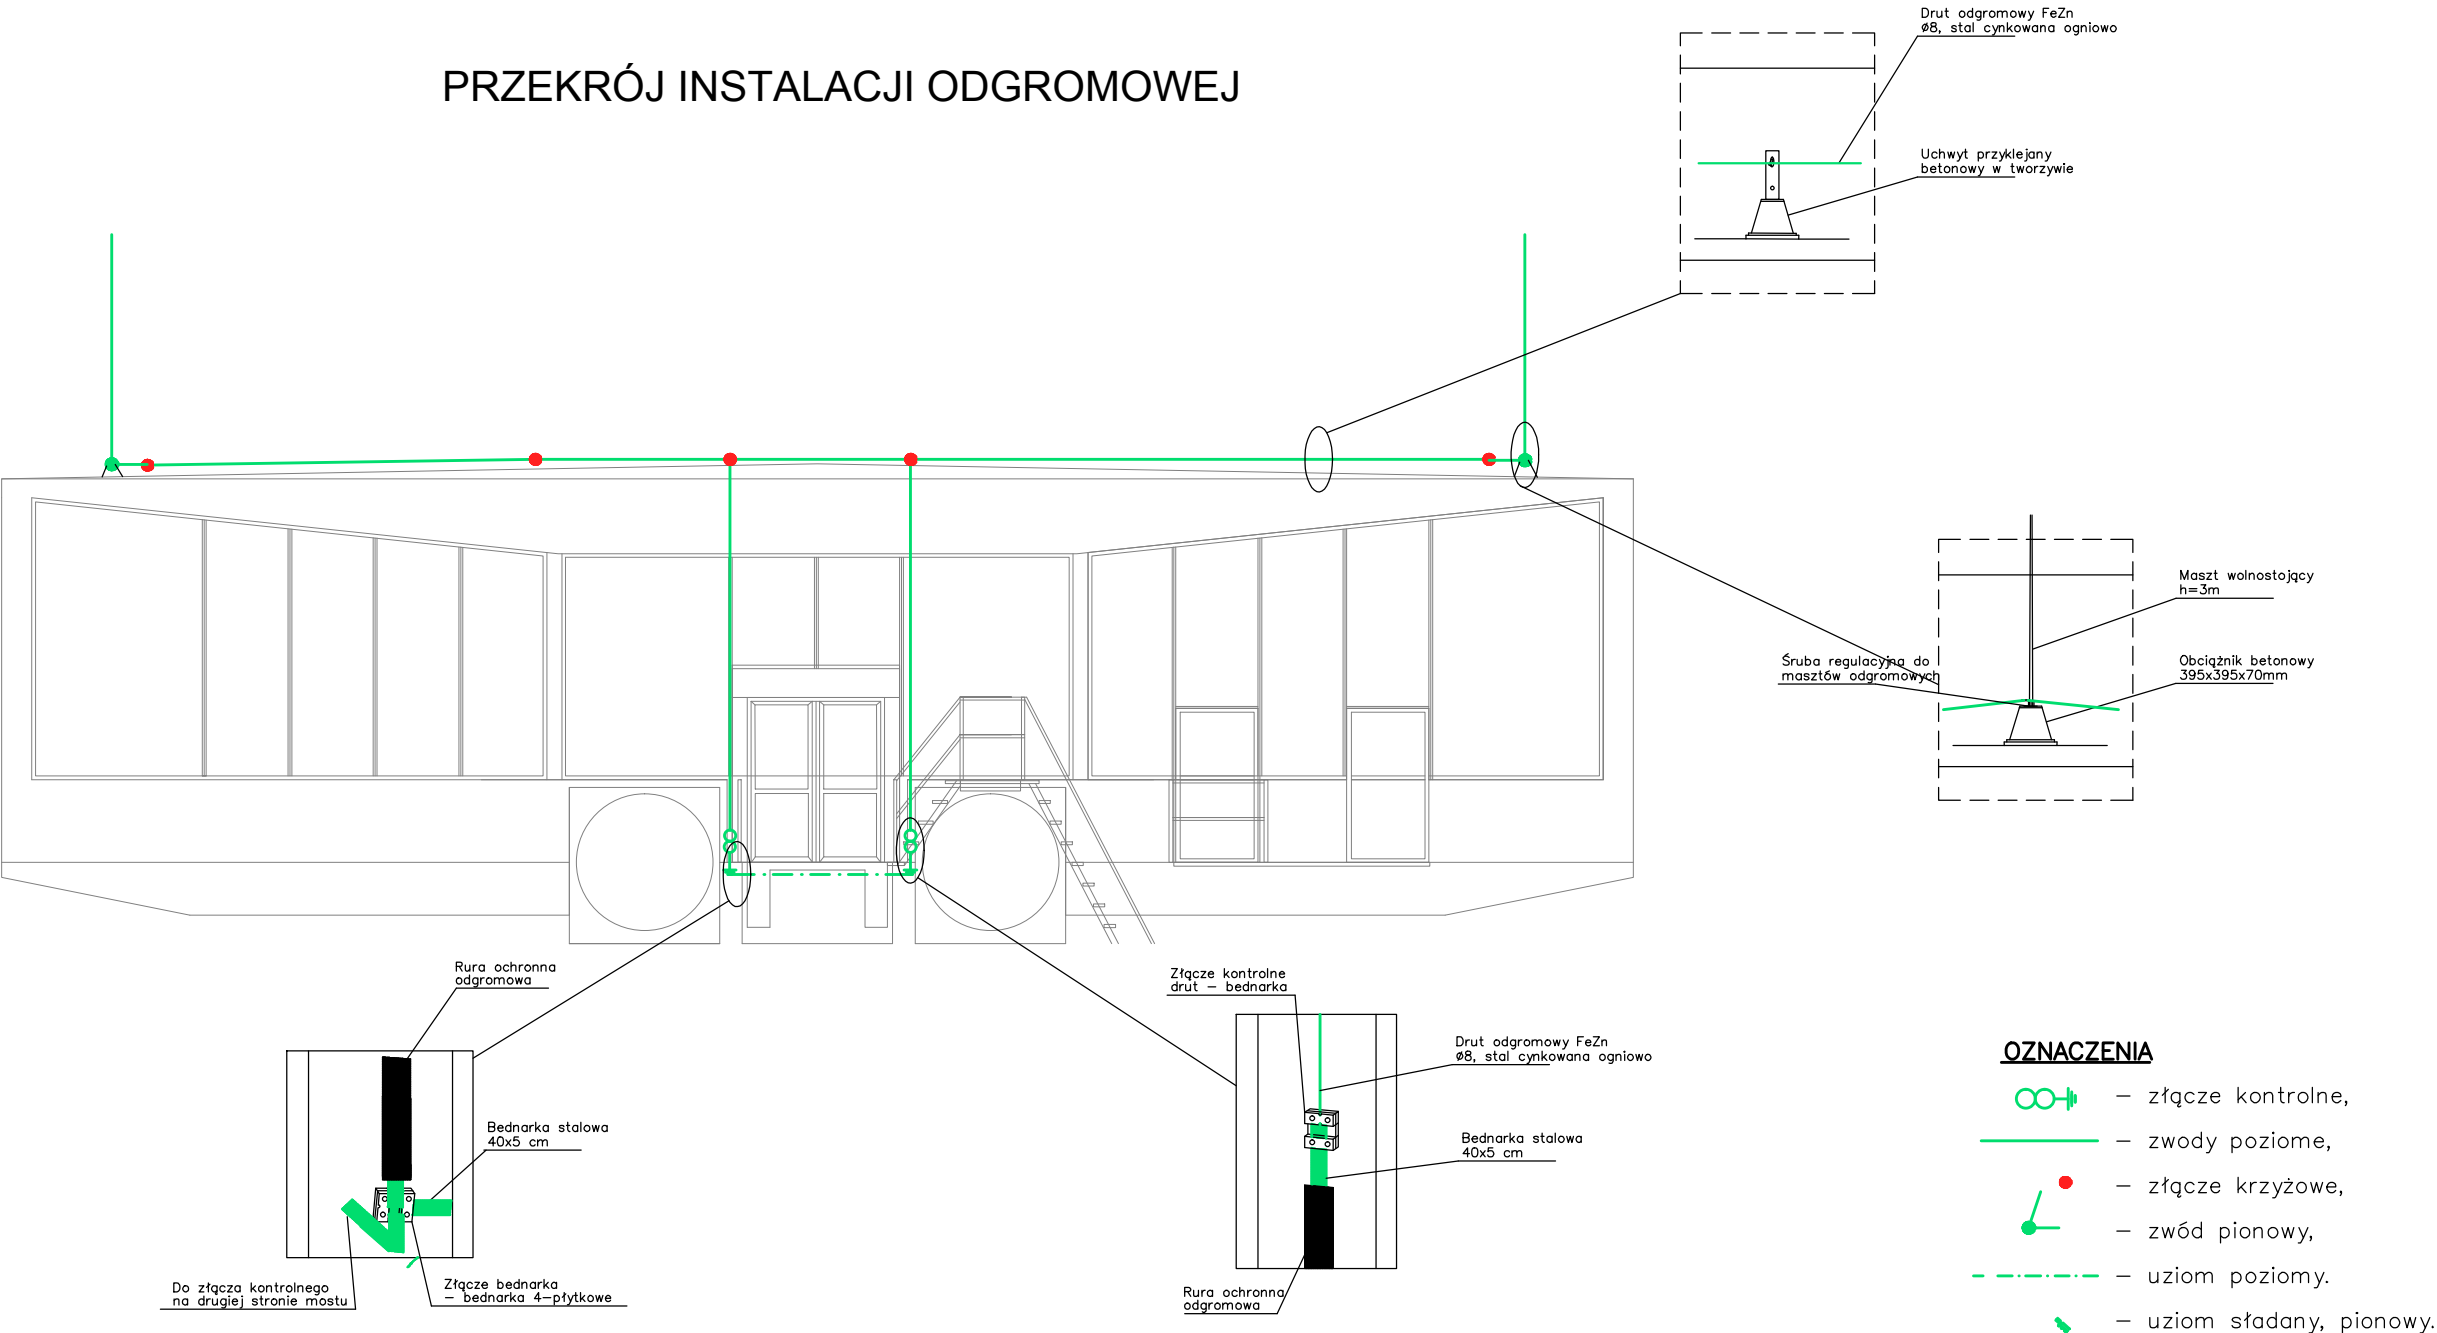 PRZEKRÓJ INSTALACJI ODGROMOWEJ
Drut odgromowy FeZn
ø8, stal cynkowana ogniowo
Uchwyt przyklejany
betonowy w tworzywie
Maszt wolnostojący
h=3m
Śruba regulacyjna do
masztów odgromowych
Obciążnik betonowy
395x395x70mm
Rura ochronna
odgromowa
Bednarka stalowa
40x5 cm
Do złącza kontrolnego
na drugiej stronie mostu
Złącze bednarka
– bednarka 4–płytkowe
Złącze kontrolne
drut – bednarka
Drut odgromowy FeZn
ø8, stal cynkowana ogniowo
Bednarka stalowa
40x5 cm
Rura ochronna
odgromowa
OZNACZENIA
– złącze kontrolne,
– zwody poziome,
– złącze krzyżowe,
– zwód pionowy,
– uziom poziomy.
– uziom sładany, pionowy.